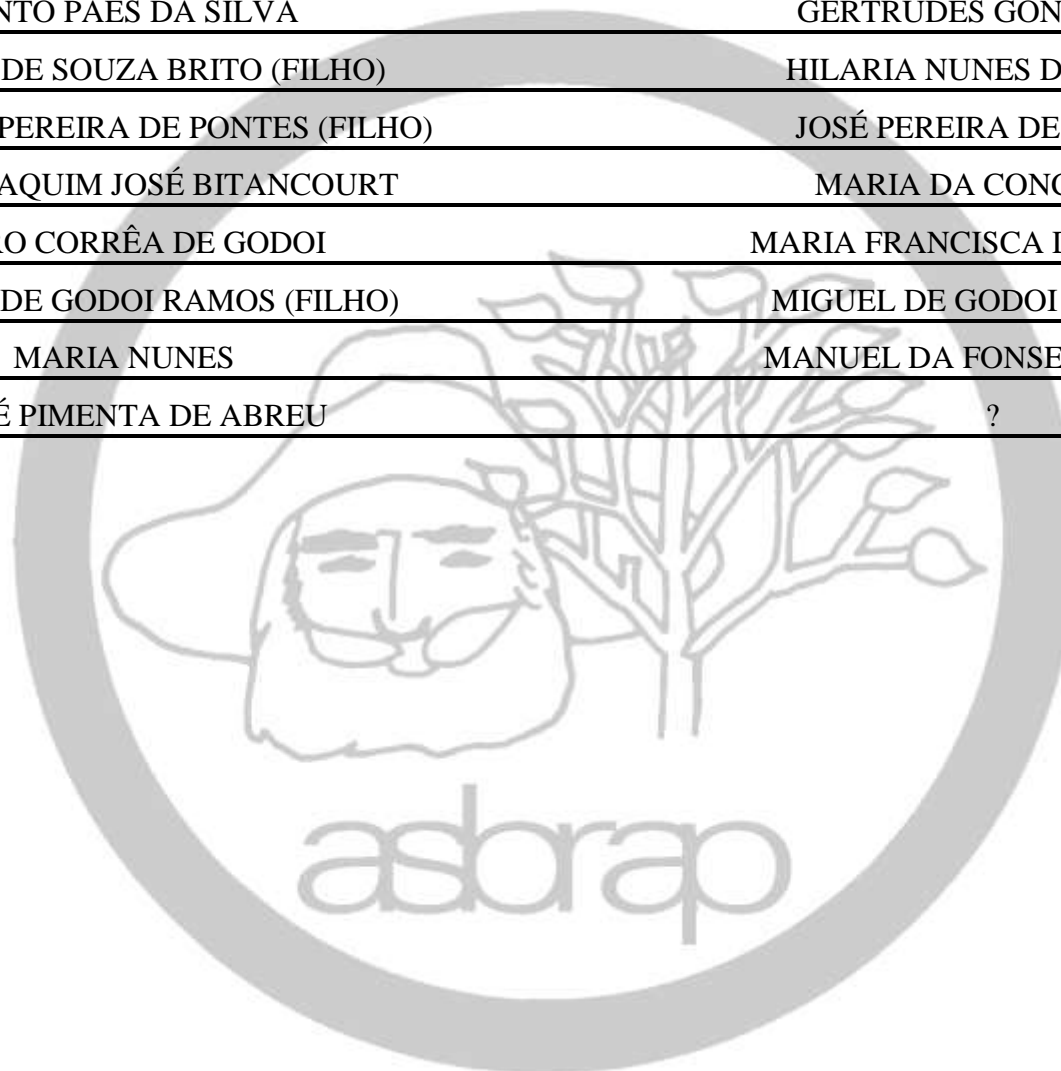 NTO PAES DA SILVA GERTRUDES GON
DE SOUZA BRITO (FILHO) HILARIA NUNES D
PEREIRA DE PONTES (FILHO) JOSÉ PEREIRA DE
AQUIM JOSÉ BITANCOURT MARIA DA CONC
RO CORRÊA DE GODOI MARIA FRANCISCA
DE GODOI RAMOS (FILHO) MIGUEL DE GODOI
MARIA NUNES MANUEL DA FONSE
É PIMENTA DE ABREU ?
asbrap